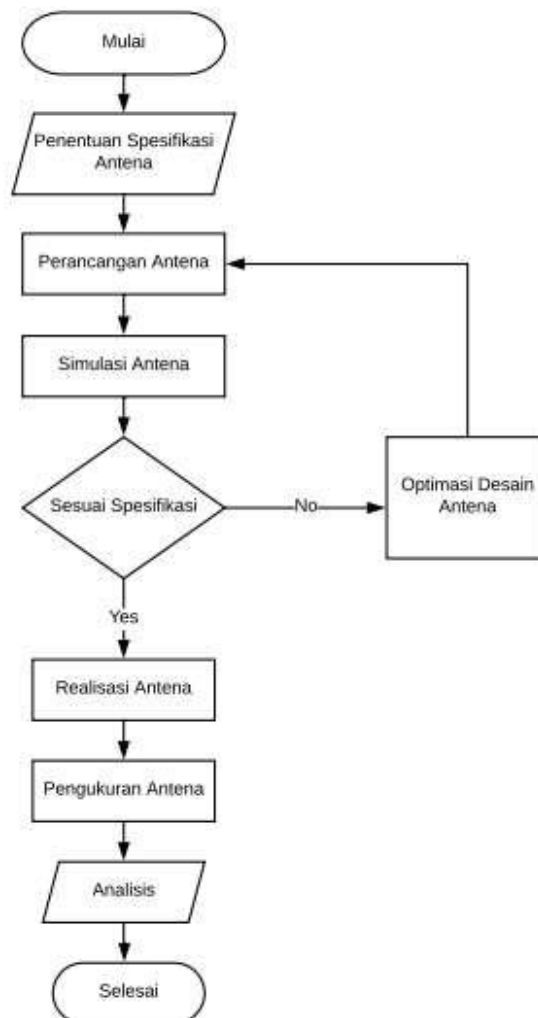 Mulai
Penentuan Spesifikasi
Antena
Perancangan Antena
Simulasi Antena
Sesuai Spesifikasi
No
Optimasi Desain
Antena
Yes
Realisasi Antena
Pengukuran Antena
Analisis
Selesai